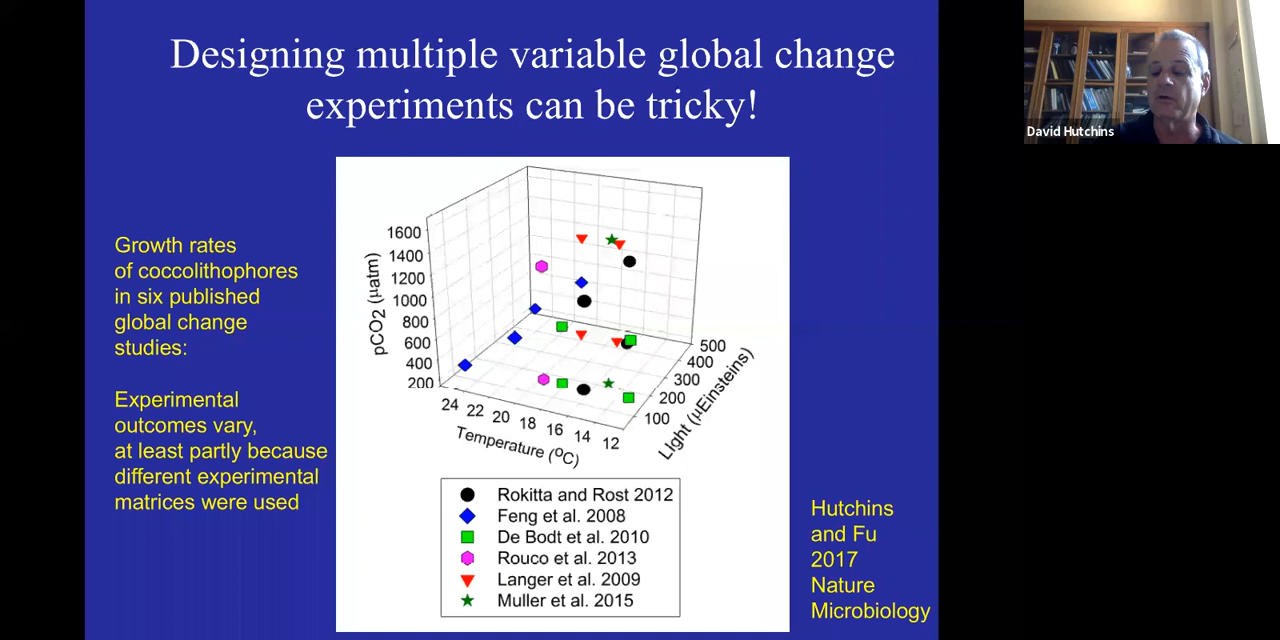 Designing multiple variable global change
experiments can be tricky!
David Hutchins
Growth rates
of coccolithophores
in six published
global change
studies:
Experimental
outcomes vary,
at least partly because
different experimental
matrices were used
pCO2 (µatm)
1600
1400
1200
1000
800
600
400
200
24
22
20
18
16
14
12
Temperature (°C)
500
400
300
200
100
LIght (µEinsteins)
Rokitta and Rost 2012
Feng et al. 2008
De Bodt et al. 2010
Rouco et al. 2013
Langer et al. 2009
Muller et al. 2015
Hutchins
and Fu
2017
Nature
Microbiology